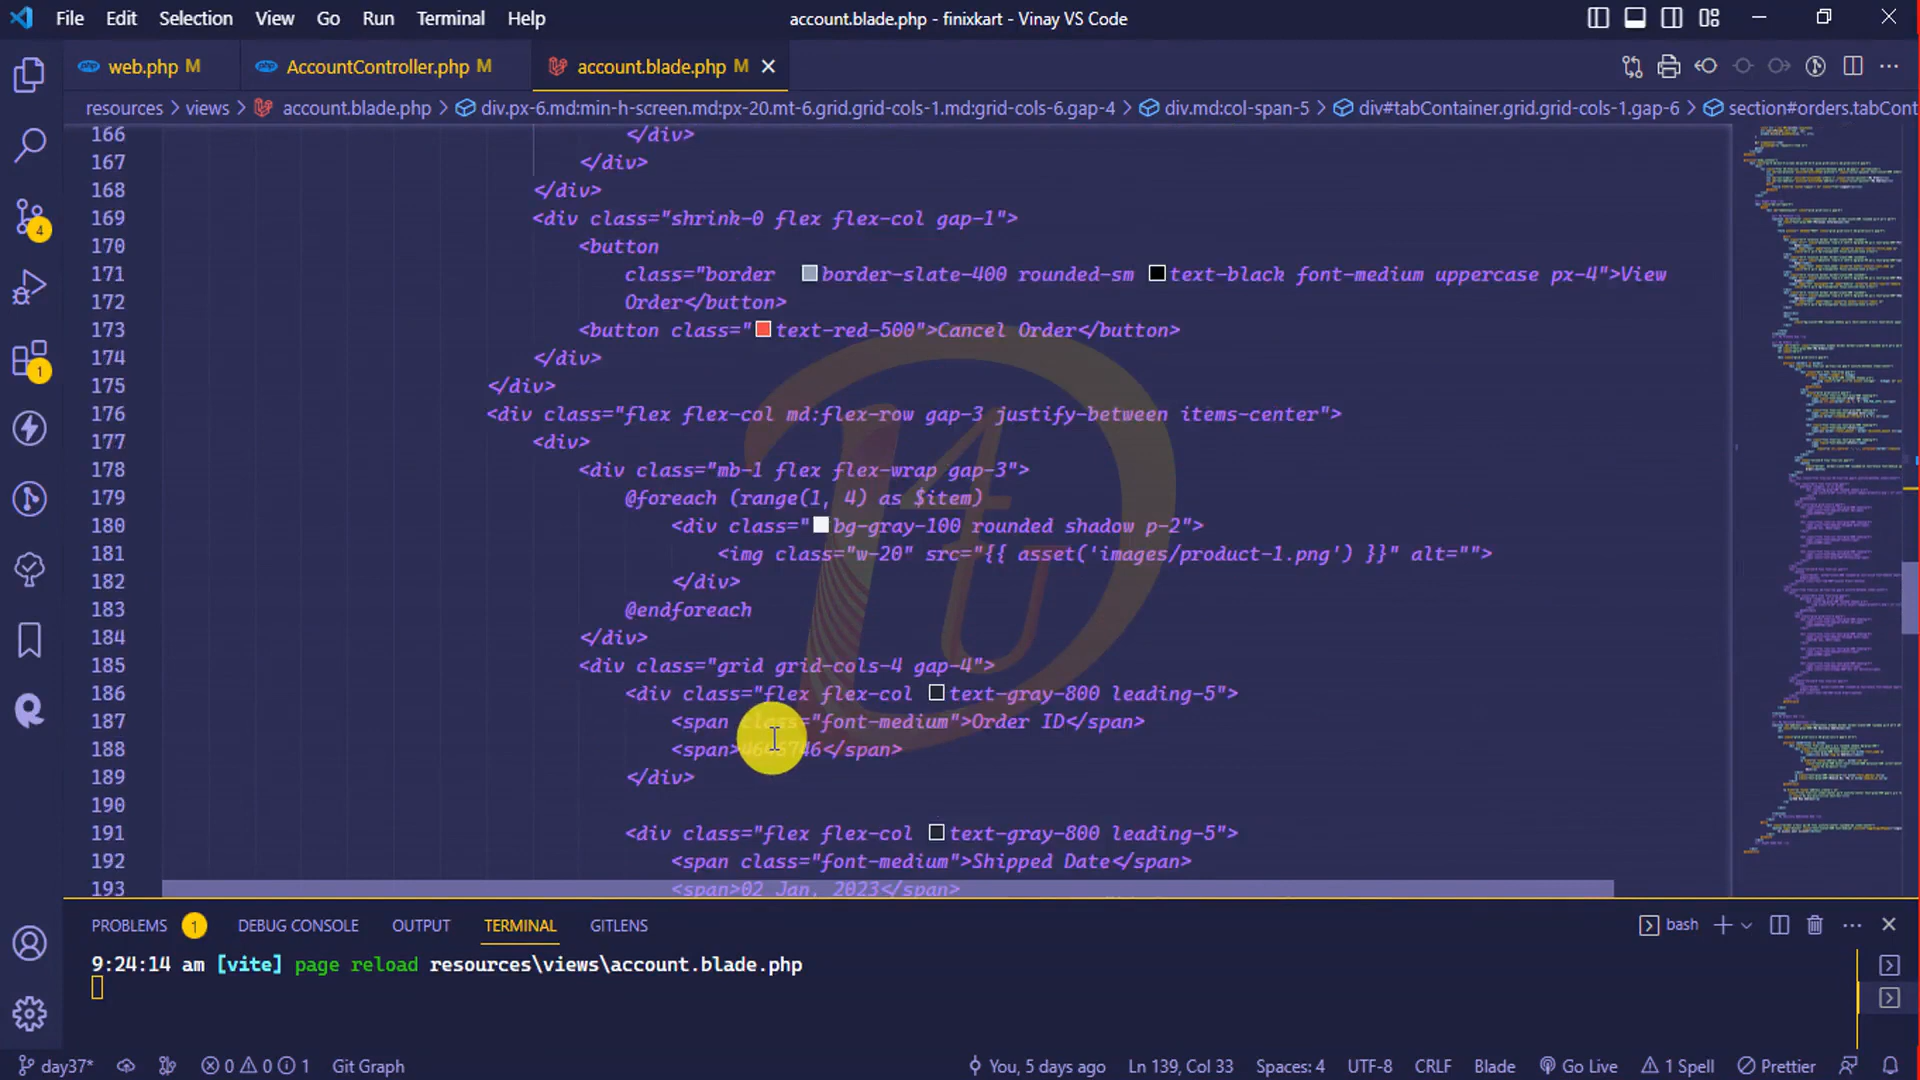 File Edit Selection View Go Run Terminal Help account.blade.php - finixkart - Vinay VS Code
web.php M AccountController.php M account.blade.php M
resources > views > account.blade.php > div.px-6.md:min-h-screen.md:px-20.mt-6.grid.grid-cols-1.md:grid-cols-6.gap-4 > div.md:col-span-5 > div#tabContainer.grid.grid-cols-1.gap-6 > section#orders.tabCont
166 </div>
167 </div>
168 </div>
169 <div class="shrink-0 flex flex-col gap-1">
170 <button
171 class="border border-slate-400 rounded-sm text-black font-medium uppercase px-4">View
172 Order</button>
173 <button class="text-red-500">Cancel Order</button>
174 </div>
175 </div>
176 <div class="flex flex-col md:flex-row gap-3 justify-between items-center">
177 <div>
178 <div class="mb-1 flex flex-wrap gap-3">
179 @foreach (range(1, 4) as $item)
180 <div class="bg-gray-100 rounded shadow p-2">
181 <img class="w-20" src="{{ asset('images/product-1.png') }}" alt="">
182 </div>
183 @endforeach
184 </div>
185 <div class="grid grid-cols-4 gap-4">
186 <div class="flex flex-col text-gray-800 leading-5">
187 <span class="font-medium">Order ID</span>
188 <span>4646746</span>
189 </div>
190
191 <div class="flex flex-col text-gray-800 leading-5">
192 <span class="font-medium">Shipped Date</span>
193 <span>02 Jan, 2023</span>
PROBLEMS 1 DEBUG CONSOLE OUTPUT TERMINAL GITLENS bash
9:24:14 am [vite] page reload resources\views\account.blade.php
day37* 0 0 1 Git Graph You, 5 days ago Ln 139, Col 33 Spaces: 4 UTF-8 CRLF Blade Go Live 1 Spell Prettier
4
1
D4U